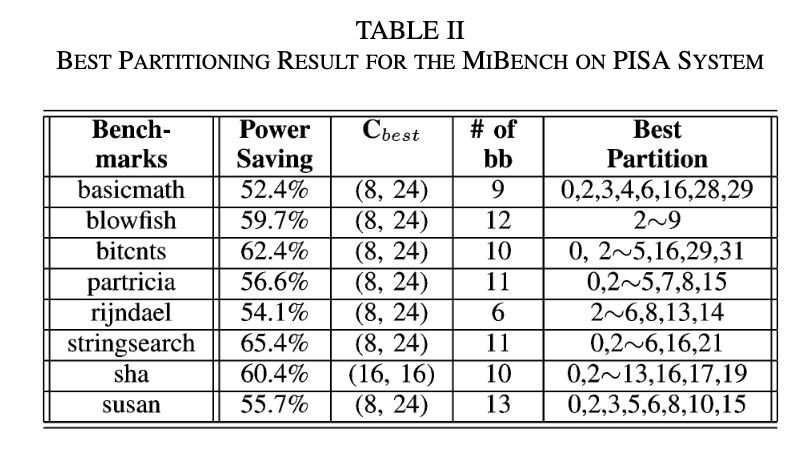 TABLE II
BEST PARTITIONING RESULT FOR THE MIBENCH ON PISA SYSTEM
Bench- Power C_best # of Best
marks Saving bb Partition
basicmath 52.4% (8, 24) 9 0,2,3,4,6,16,28,29
blowfish 59.7% (8, 24) 12 2∼9
bitcnts 62.4% (8, 24) 10 0, 2∼5,16,29,31
partricia 56.6% (8, 24) 11 0,2∼5,7,8,15
rijndael 54.1% (8, 24) 6 2∼6,8,13,14
stringsearch 65.4% (8, 24) 11 0,2∼6,16,21
sha 60.4% (16, 16) 10 0,2∼13,16,17,19
susan 55.7% (8, 24) 13 0,2,3,5,6,8,10,15